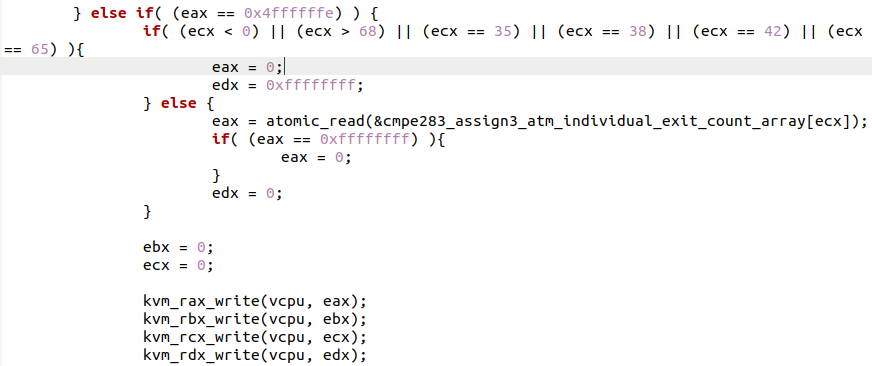 } else if( (eax == 0x4ffffffe) ) {
if( (ecx < 0) || (ecx > 68) || (ecx == 35) || (ecx == 38) || (ecx == 42) || (ecx
== 65) ){
eax = 0;
edx = 0xffffffff;
} else {
eax = atomic_read(&cmpe283_assign3_atm_individual_exit_count_array[ecx]);
if( (eax == 0xffffffff) ){
eax = 0;
}
edx = 0;
}
ebx = 0;
ecx = 0;
kvm_rax_write(vcpu, eax);
kvm_rbx_write(vcpu, ebx);
kvm_rcx_write(vcpu, ecx);
kvm_rdx_write(vcpu, edx);